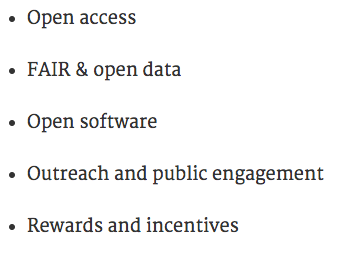 • Open access
• FAIR & open data
• Open software
• Outreach and public engagement
• Rewards and incentives